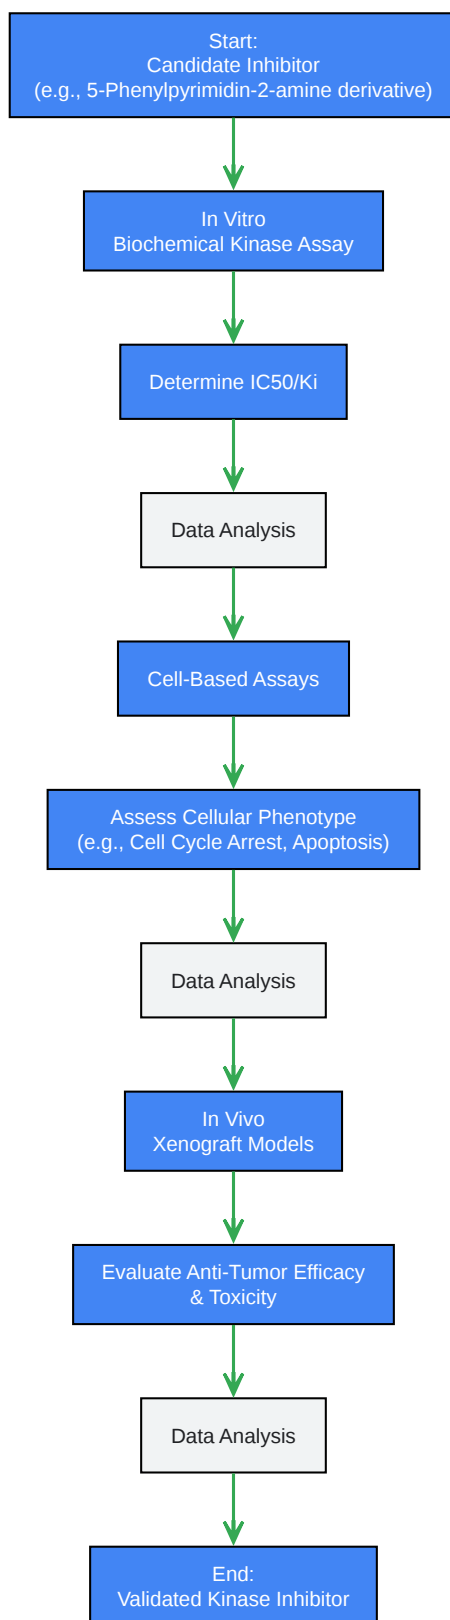 Start:
Candidate Inhibitor
(e.g., 5-Phenylpyrimidin-2-amine derivative)
In Vitro
Biochemical Kinase Assay
Determine IC50/Ki
Data Analysis
Cell-Based Assays
Assess Cellular Phenotype
(e.g., Cell Cycle Arrest, Apoptosis)
Data Analysis
In Vivo
Xenograft Models
Evaluate Anti-Tumor Efficacy
& Toxicity
Data Analysis
End:
Validated Kinase Inhibitor